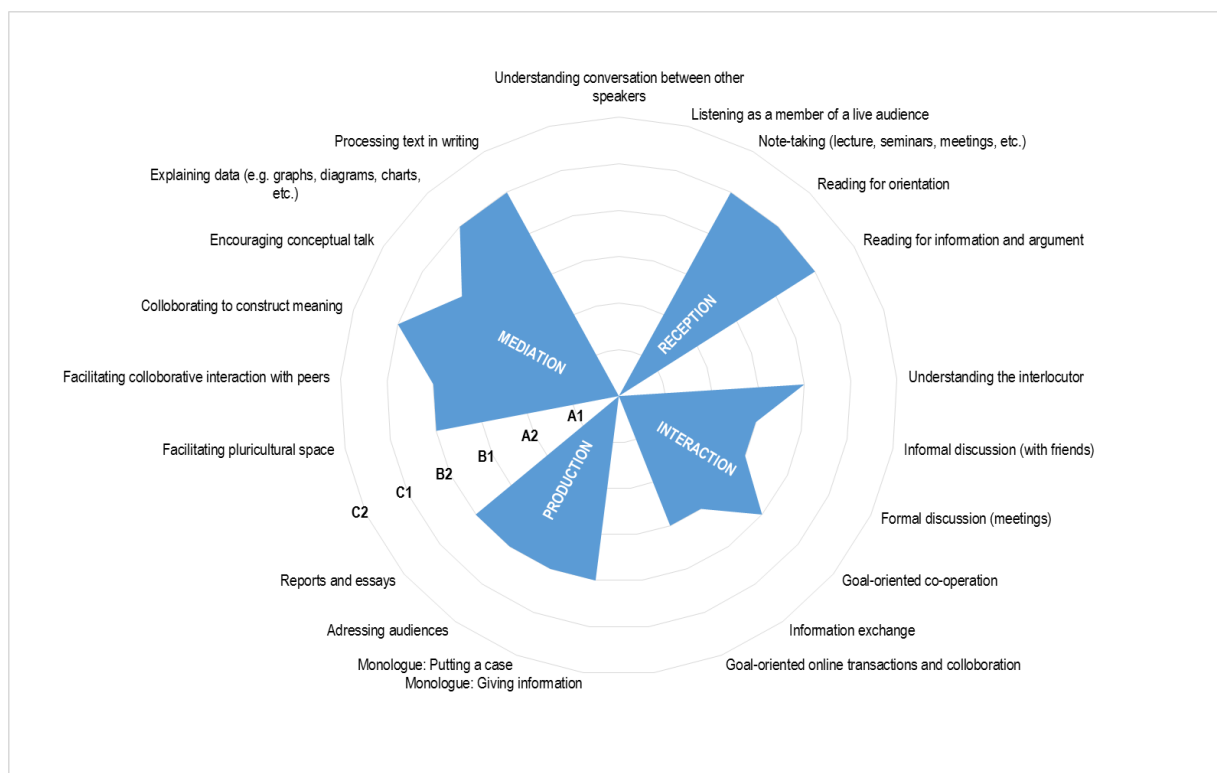 Understanding conversation between other
speakers
Listening as a member of a live audience
Note-taking (lecture, seminars, meetings, etc.)
Reading for orientation
Reading for information and argument
Understanding the interlocutor
Informal discussion (with friends)
Formal discussion (meetings)
Goal-oriented co-operation
Information exchange
Goal-oriented online transactions and colloboration
Monologue: Giving information
Monologue: Putting a case
Adressing audiences
Reports and essays
Facilitating pluricultural space
Facilitating colloborative interaction with peers
Colloborating to construct meaning
Encouraging conceptual talk
Explaining data (e.g. graphs, diagrams, charts,
etc.)
Processing text in writing
RECEPTION
INTERACTION
PRODUCTION
MEDIATION
A1
A2
B1
B2
C1
C2